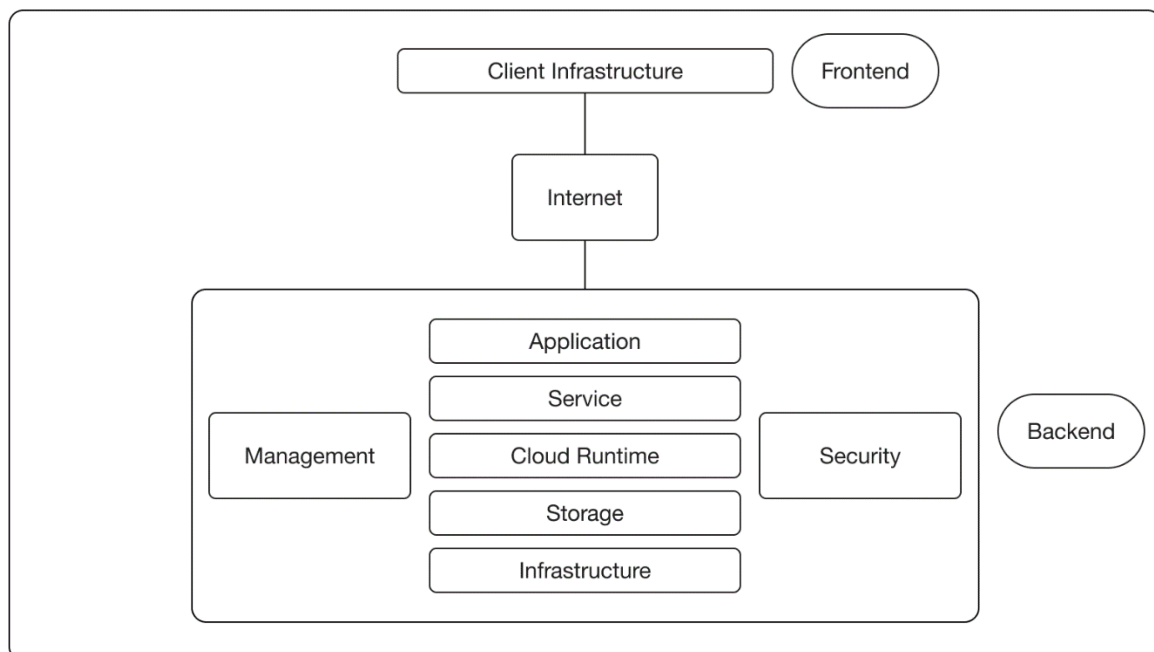 Client Infrastructure
Frontend
Internet
Application
Service
Management
Cloud Runtime
Security
Backend
Storage
Infrastructure